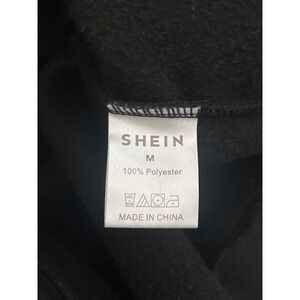 SHEIN
M
100% Polyester
MADE IN CHINA